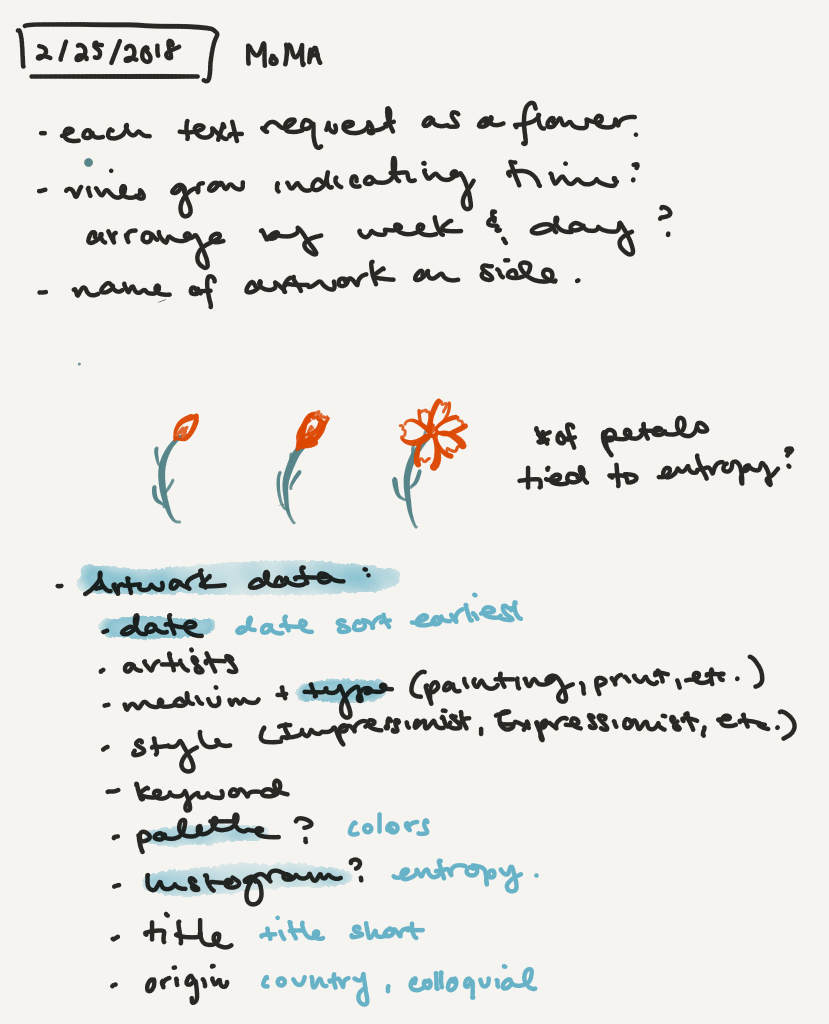 2/25/2018 MoMA
- each text request as a flower.
- vines grow indicating time?
arrange by week & day?
- name of artwork on side.
# of petals
tied to entropy?
- Artwork data:
- date date sort earliest
- artists
- medium + type (painting, print, etc.)
- style (Impressionist, Expressionist, etc.)
- keyword
- palette? colors
- histogram? entropy.
- title title short
- origin country, colloquial